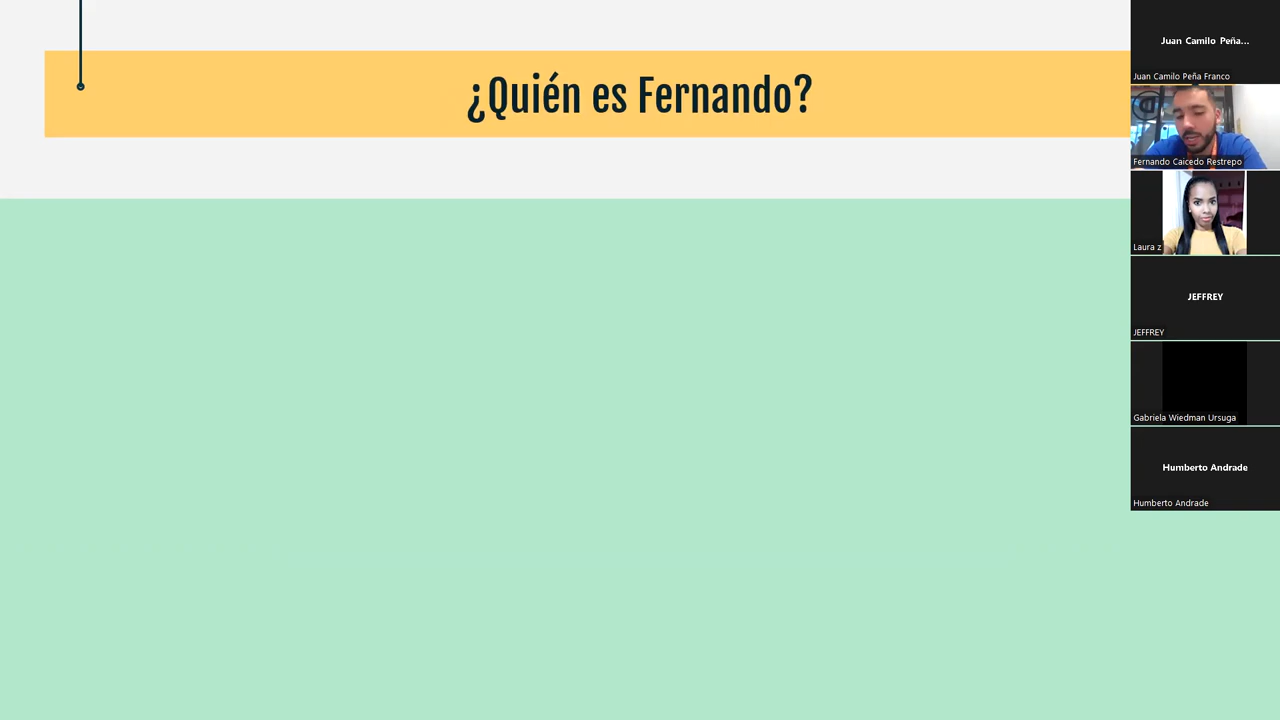 ¿Quién es Fernando?
Juan Camilo Peña...
Juan Camilo Peña Franco
Fernando Caicedo Restrepo
Laura z
JEFFREY
JEFFREY
Gabriela Wiedman Ursuga
Humberto Andrade
Humberto Andrade